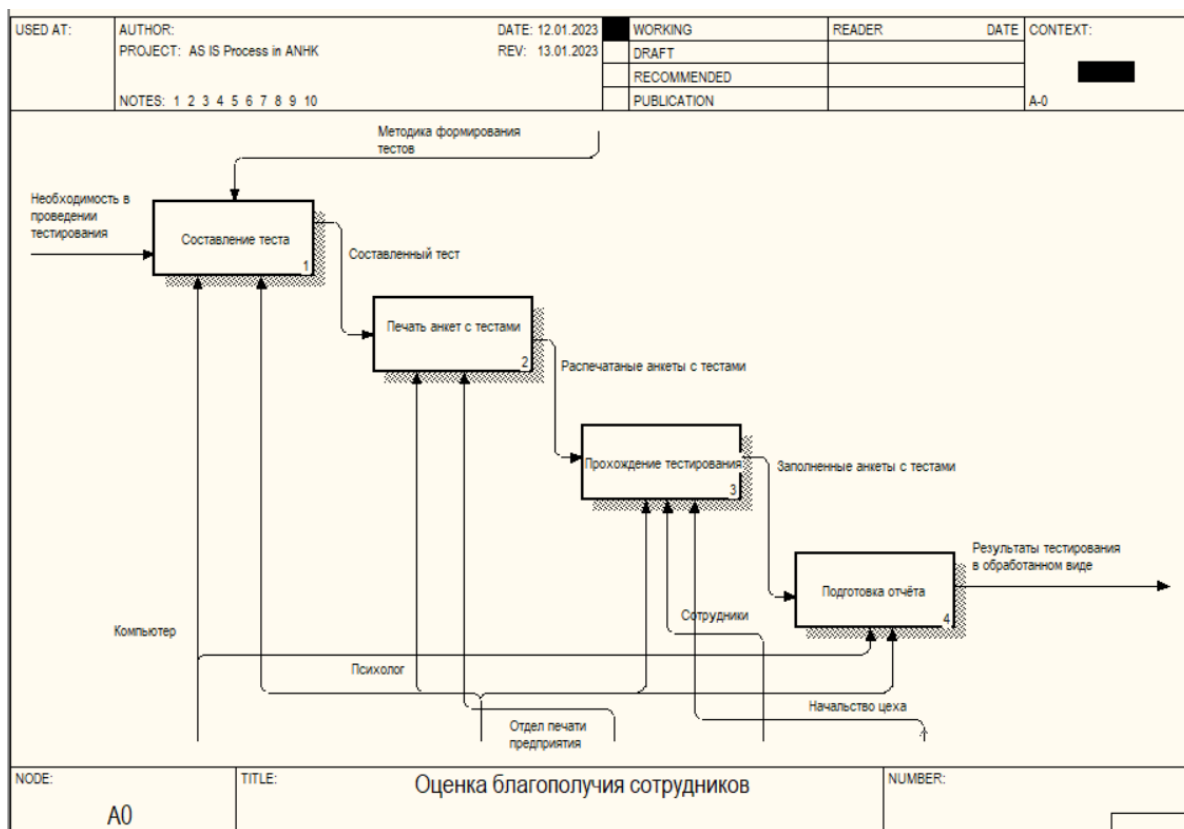 USED AT:
AUTHOR:
DATE: 12.01.2023
PROJECT: AS IS Process in ANHK
REV: 13.01.2023
NOTES: 1 2 3 4 5 6 7 8 9 10
WORKING
DRAFT
RECOMMENDED
PUBLICATION
READER
DATE
CONTEXT:
A-0
Методика формирования
тестов
Необходимость в
проведении
тестирования
Составление теста
1
Составленный тест
Печать анкет с тестами
2
Распечатаные анкеты с тестами
Прохождение тестирования
3
Заполненные анкеты с тестами
Результаты тестирования
в обработанном виде
Подготовка отчёта
4
Сотрудники
Компьютер
Психолог
Начальство цеха
Отдел печати
предприятия
NODE:
A0
TITLE:
Оценка благополучия сотрудников
NUMBER: